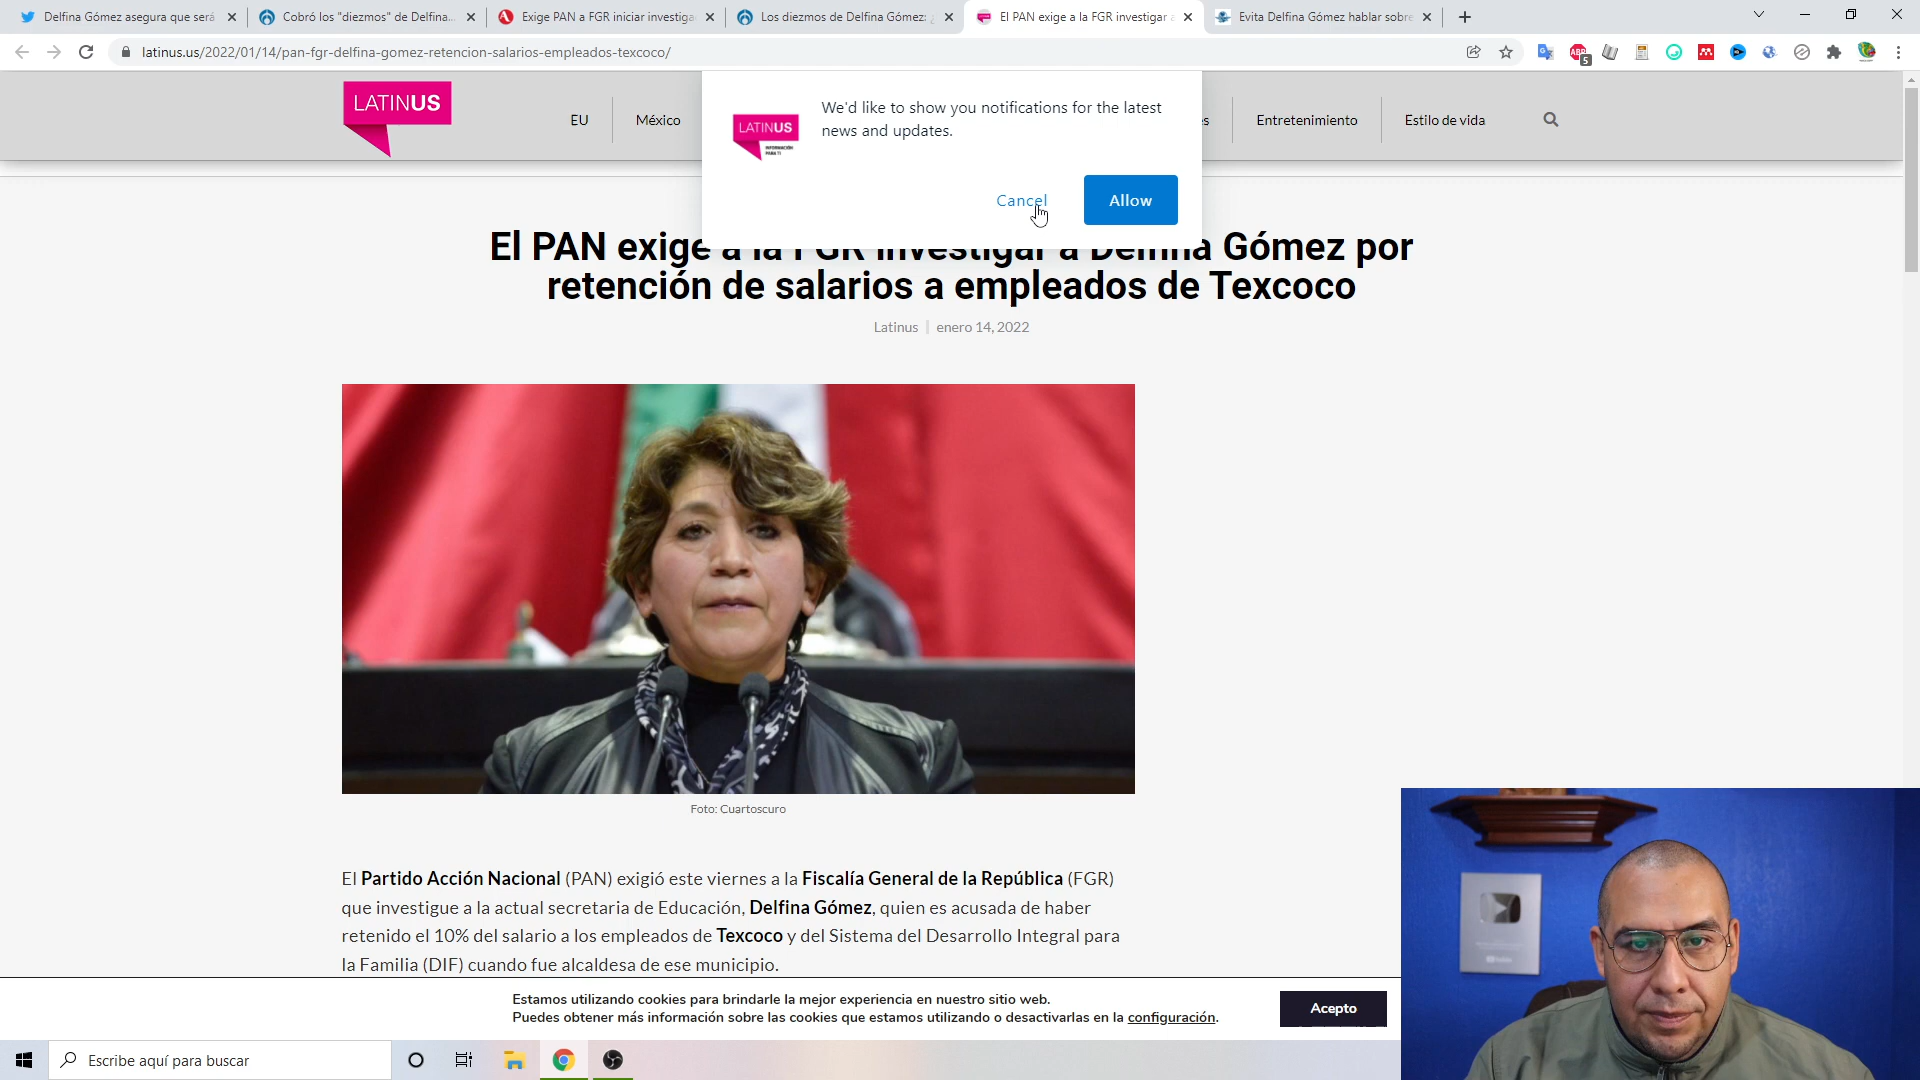 Delfina Gómez asegura que será
Cobró los "diezmos" de Delfina...
Exige PAN a FGR iniciar investiga
Los diezmos de Delfina Gómez: ¿
El PAN exige a la FGR investigar a
Evita Delfina Gómez hablar sobre
latinus.us/2022/01/14/pan-fgr-delfina-gomez-retencion-salarios-empleados-texcoco/
ABP
5
LATINUS
EU
México
Entretenimiento
Estilo de vida
LATINUS
INFORMACIÓN
PARA TI
We'd like to show you notifications for the latest
news and updates.
Cancel
Allow
El PAN exige a la FGR investigar a Delfina Gómez por
retención de salarios a empleados de Texcoco
Latinus
enero 14, 2022
Foto: Cuartoscuro
El Partido Acción Nacional (PAN) exigió este viernes a la Fiscalía General de la República (FGR)
que investigue a la actual secretaria de Educación, Delfina Gómez, quien es acusada de haber
retenido el 10% del salario a los empleados de Texcoco y del Sistema del Desarrollo Integral para
la Familia (DIF) cuando fue alcaldesa de ese municipio.
Estamos utilizando cookies para brindarle la mejor experiencia en nuestro sitio web.
Puedes obtener más información sobre las cookies que estamos utilizando o desactivarlas en la configuración.
Acepto
Escribe aquí para buscar